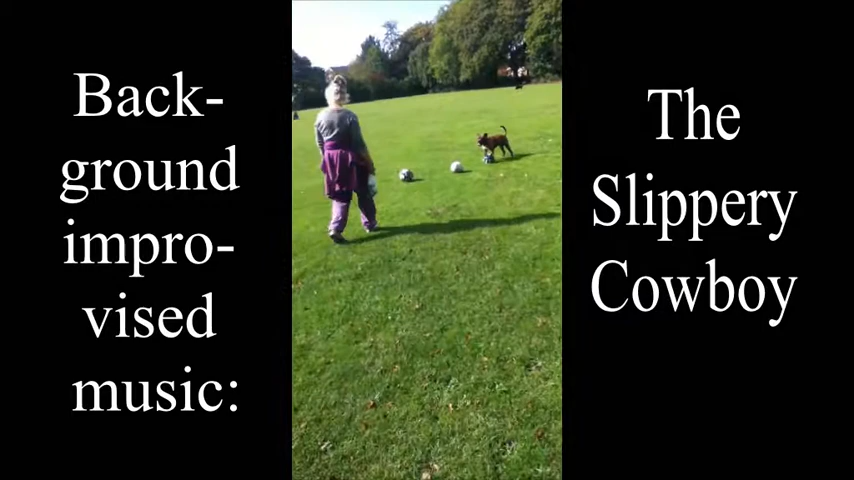 Back-
ground
impro-
vised
music:
The
Slippery
Cowboy